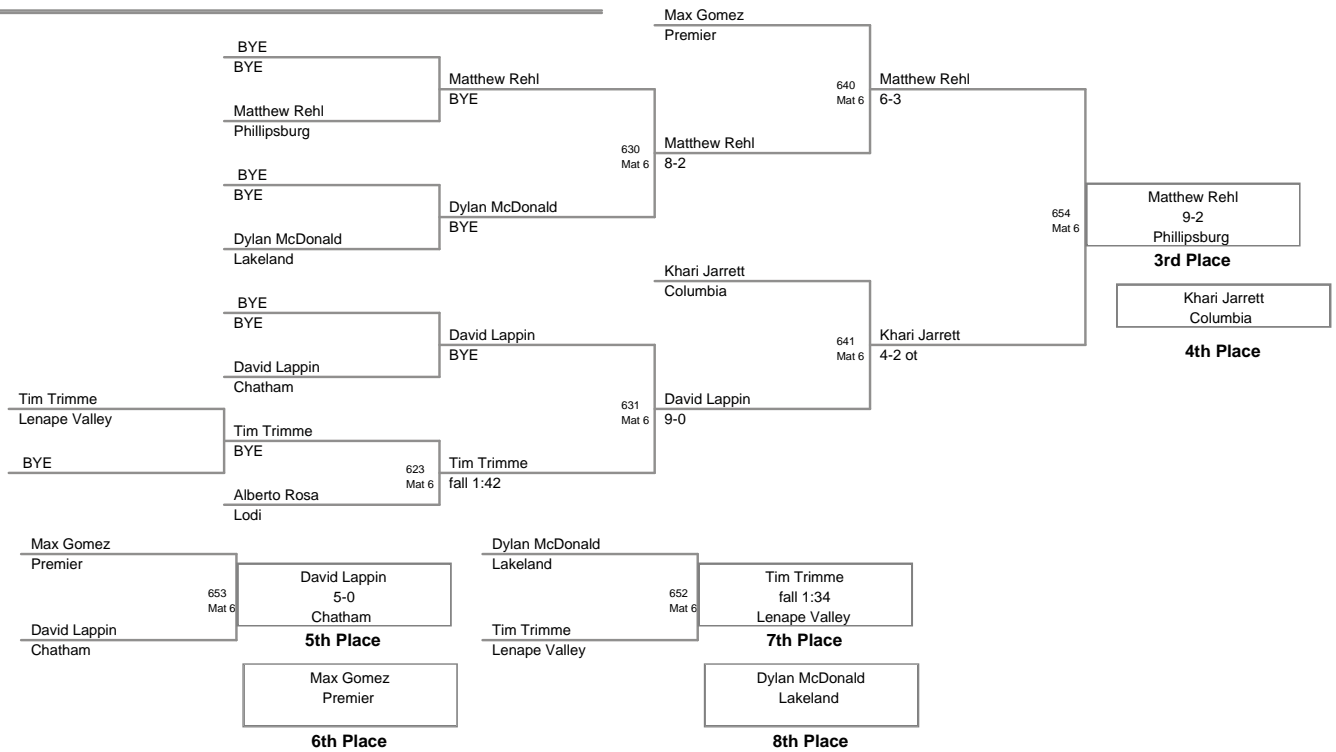 Max Gomez
Premier
BYE
BYE
Matthew Rehl
BYE
640
Mat 6
Matthew Rehl
6-3
Matthew Rehl
Phillipsburg
630
Mat 6
Matthew Rehl
8-2
BYE
BYE
Dylan McDonald
BYE
654
Mat 6
Matthew Rehl
9-2
Phillipsburg
3rd Place
Dylan McDonald
Lakeland
Khari Jarrett
Columbia
Khari Jarrett
Columbia
4th Place
BYE
BYE
David Lappin
BYE
641
Mat 6
Khari Jarrett
4-2 ot
David Lappin
Chatham
Tim Trimme
Lenape Valley
631
Mat 6
David Lappin
9-0
Tim Trimme
BYE
BYE
623
Mat 6
Tim Trimme
fall 1:42
Alberto Rosa
Lodi
Max Gomez
Premier
653
Mat 6
David Lappin
5-0
Chatham
5th Place
David Lappin
Chatham
Max Gomez
Premier
6th Place
Dylan McDonald
Lakeland
652
Mat 6
Tim Trimme
fall 1:34
Lenape Valley
7th Place
Tim Trimme
Lenape Valley
Dylan McDonald
Lakeland
8th Place